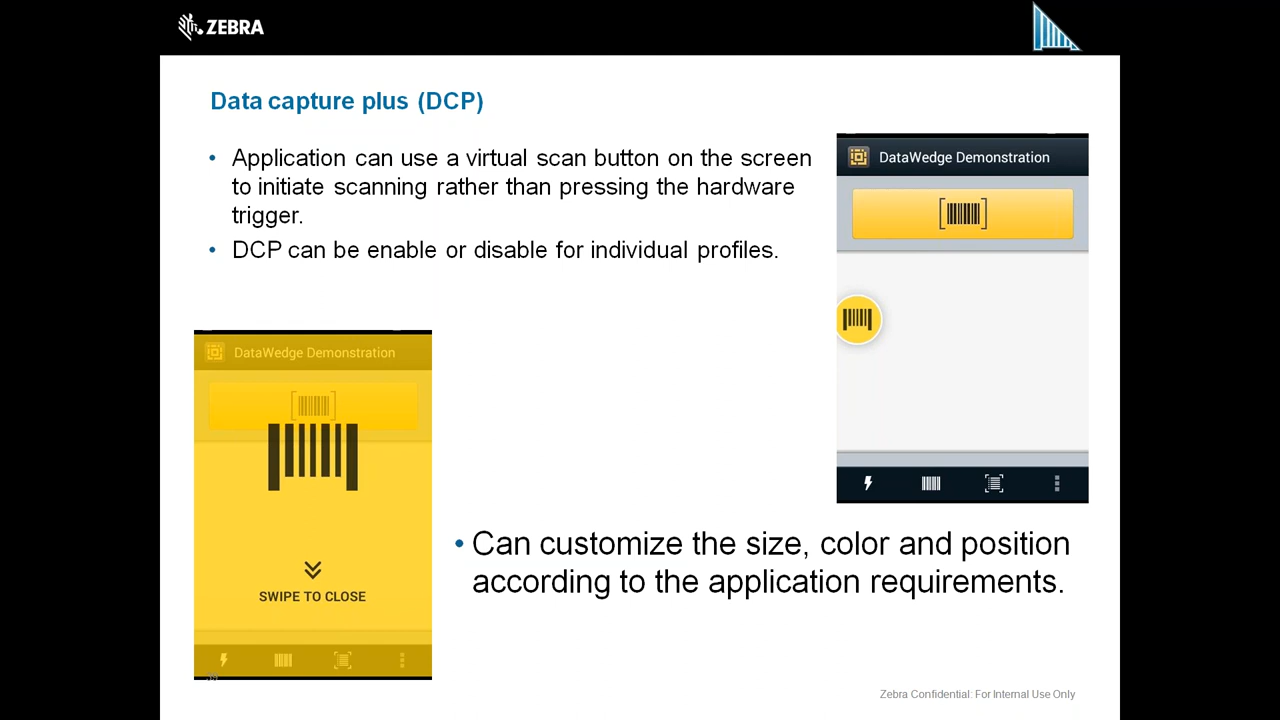 ZEBRA
Data capture plus (DCP)
• Application can use a virtual scan button on the screen
to initiate scanning rather than pressing the hardware
trigger.
• DCP can be enable or disable for individual profiles.
DataWedge Demonstration
DataWedge Demonstration
SWIPE TO CLOSE
• Can customize the size, color and position
according to the application requirements.
Zebra Confidential: For Internal Use Only